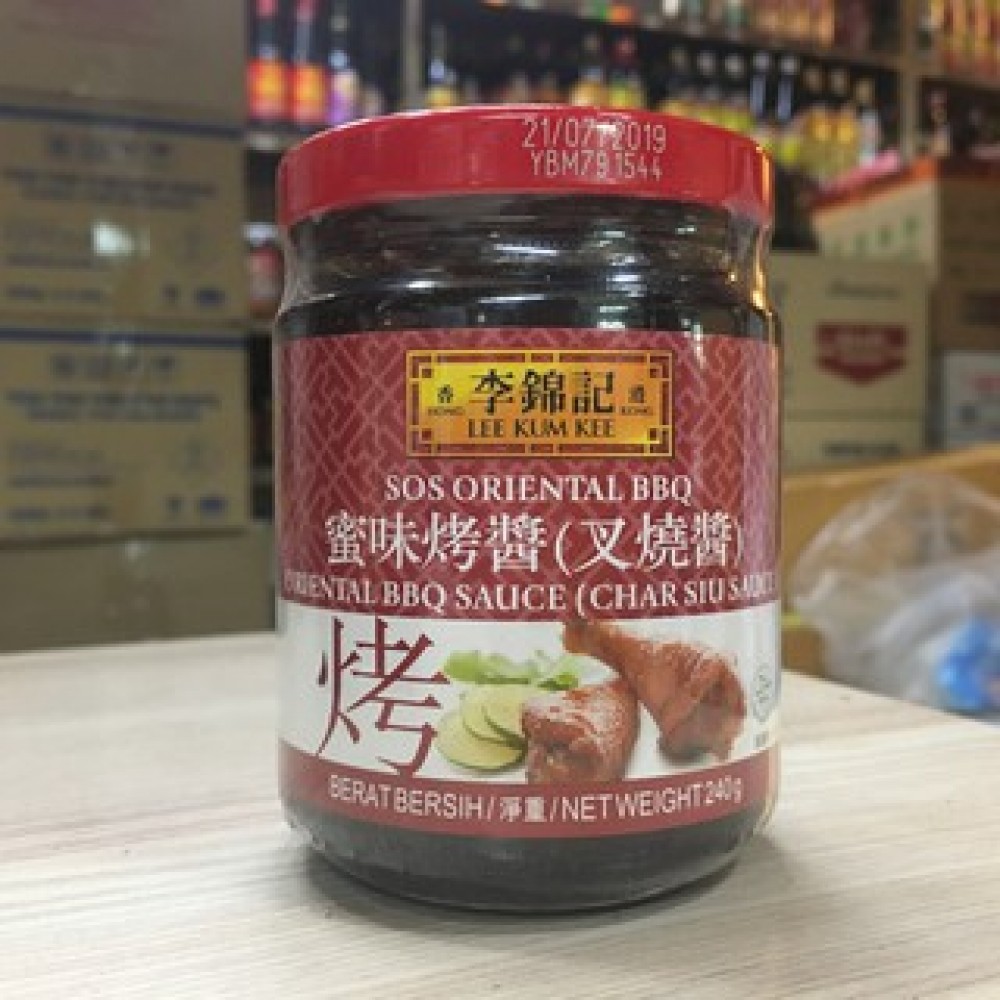 21/07/2019
YBM79 1544
香 李錦記 港
HONG LEE KUM KEE KONG
SOS ORIENTAL BBQ
蜜味烤醬(叉燒醬)
ORIENTAL BBQ SAUCE (CHAR SIU SAUCE
烤
BERAT BERSIH/淨重/NET WEIGHT 240g